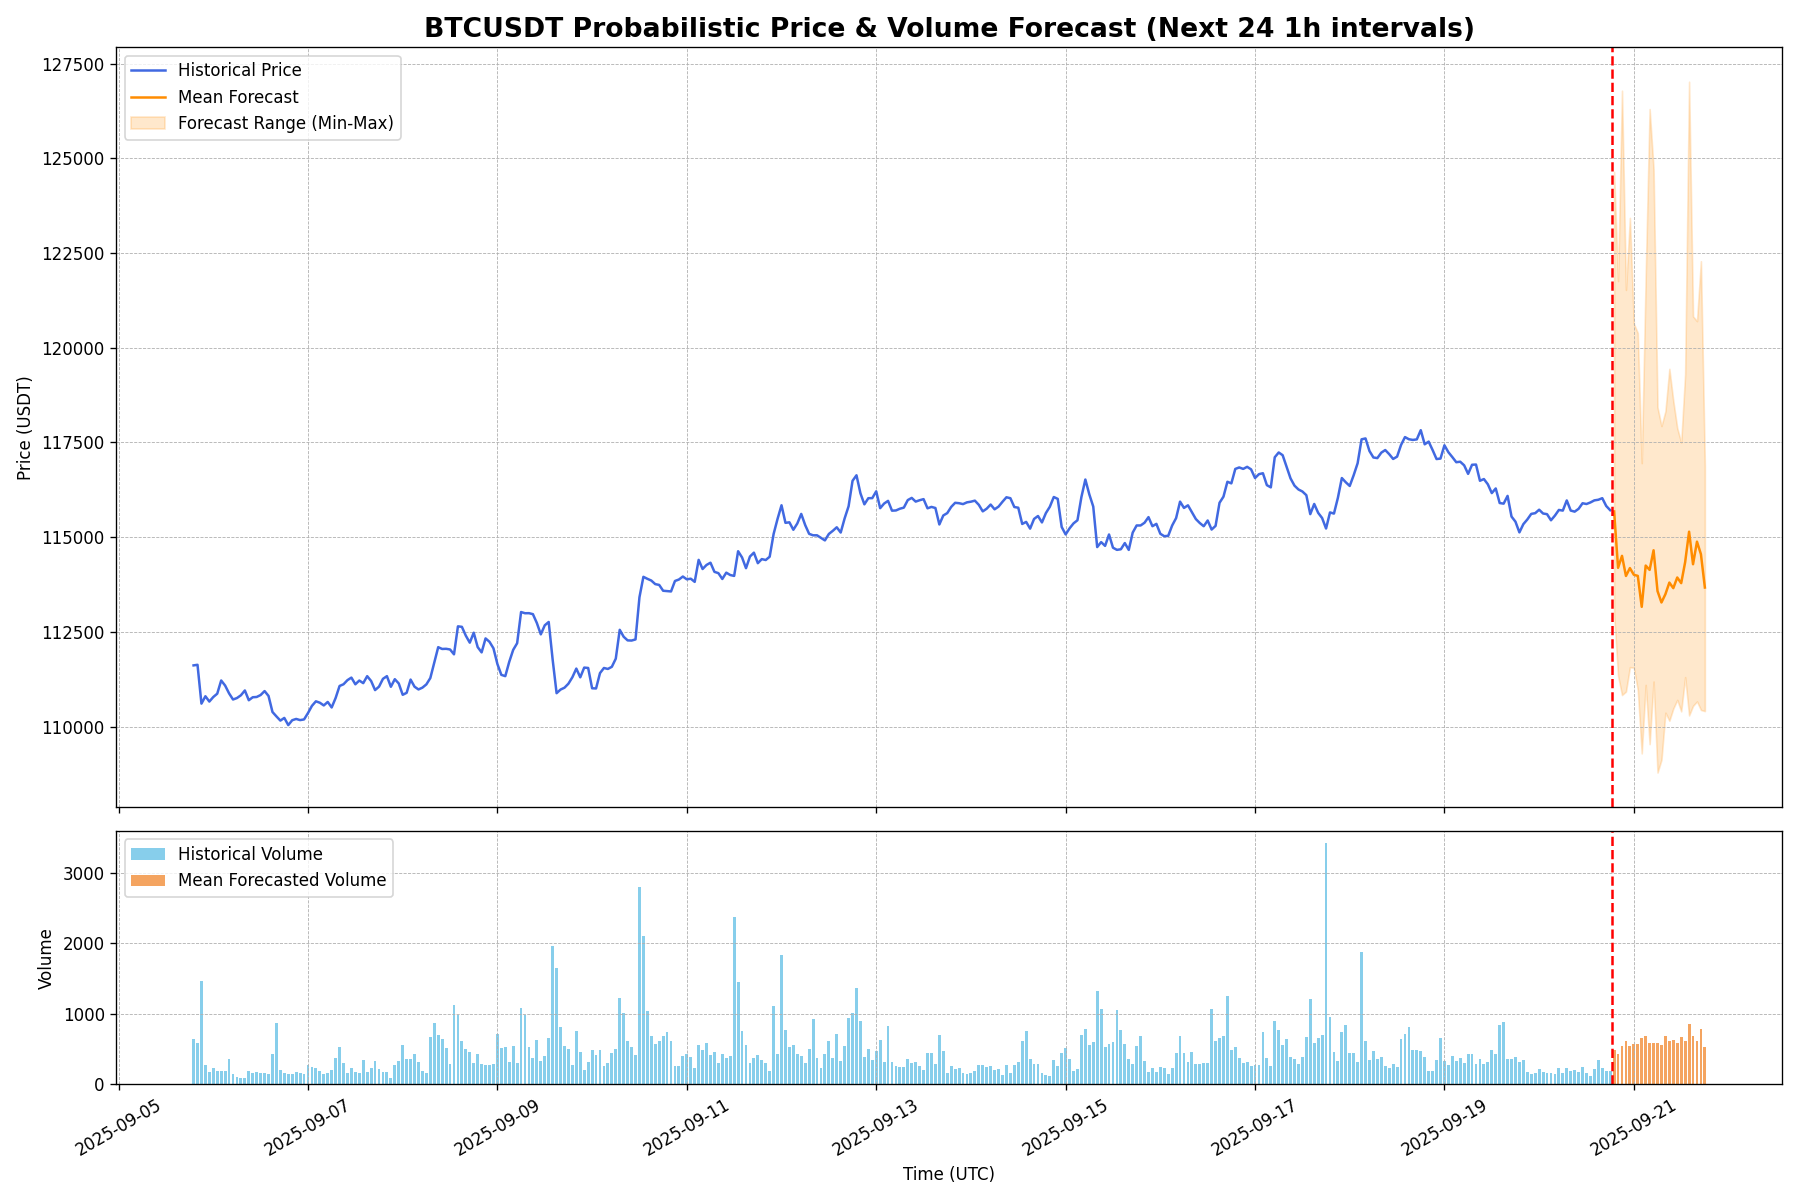 BTCUSDT Probabilistic Price & Volume Forecast (Next 24 1h intervals)
Historical Price
Mean Forecast
Forecast Range (Min-Max)
127500
125000
122500
120000
117500
115000
112500
110000
Price (USDT)
Historical Volume
Mean Forecasted Volume
3000
2000
1000
0
Volume
2025-09-05
2025-09-07
2025-09-09
2025-09-11
2025-09-13
2025-09-15
2025-09-17
2025-09-19
2025-09-21
Time (UTC)